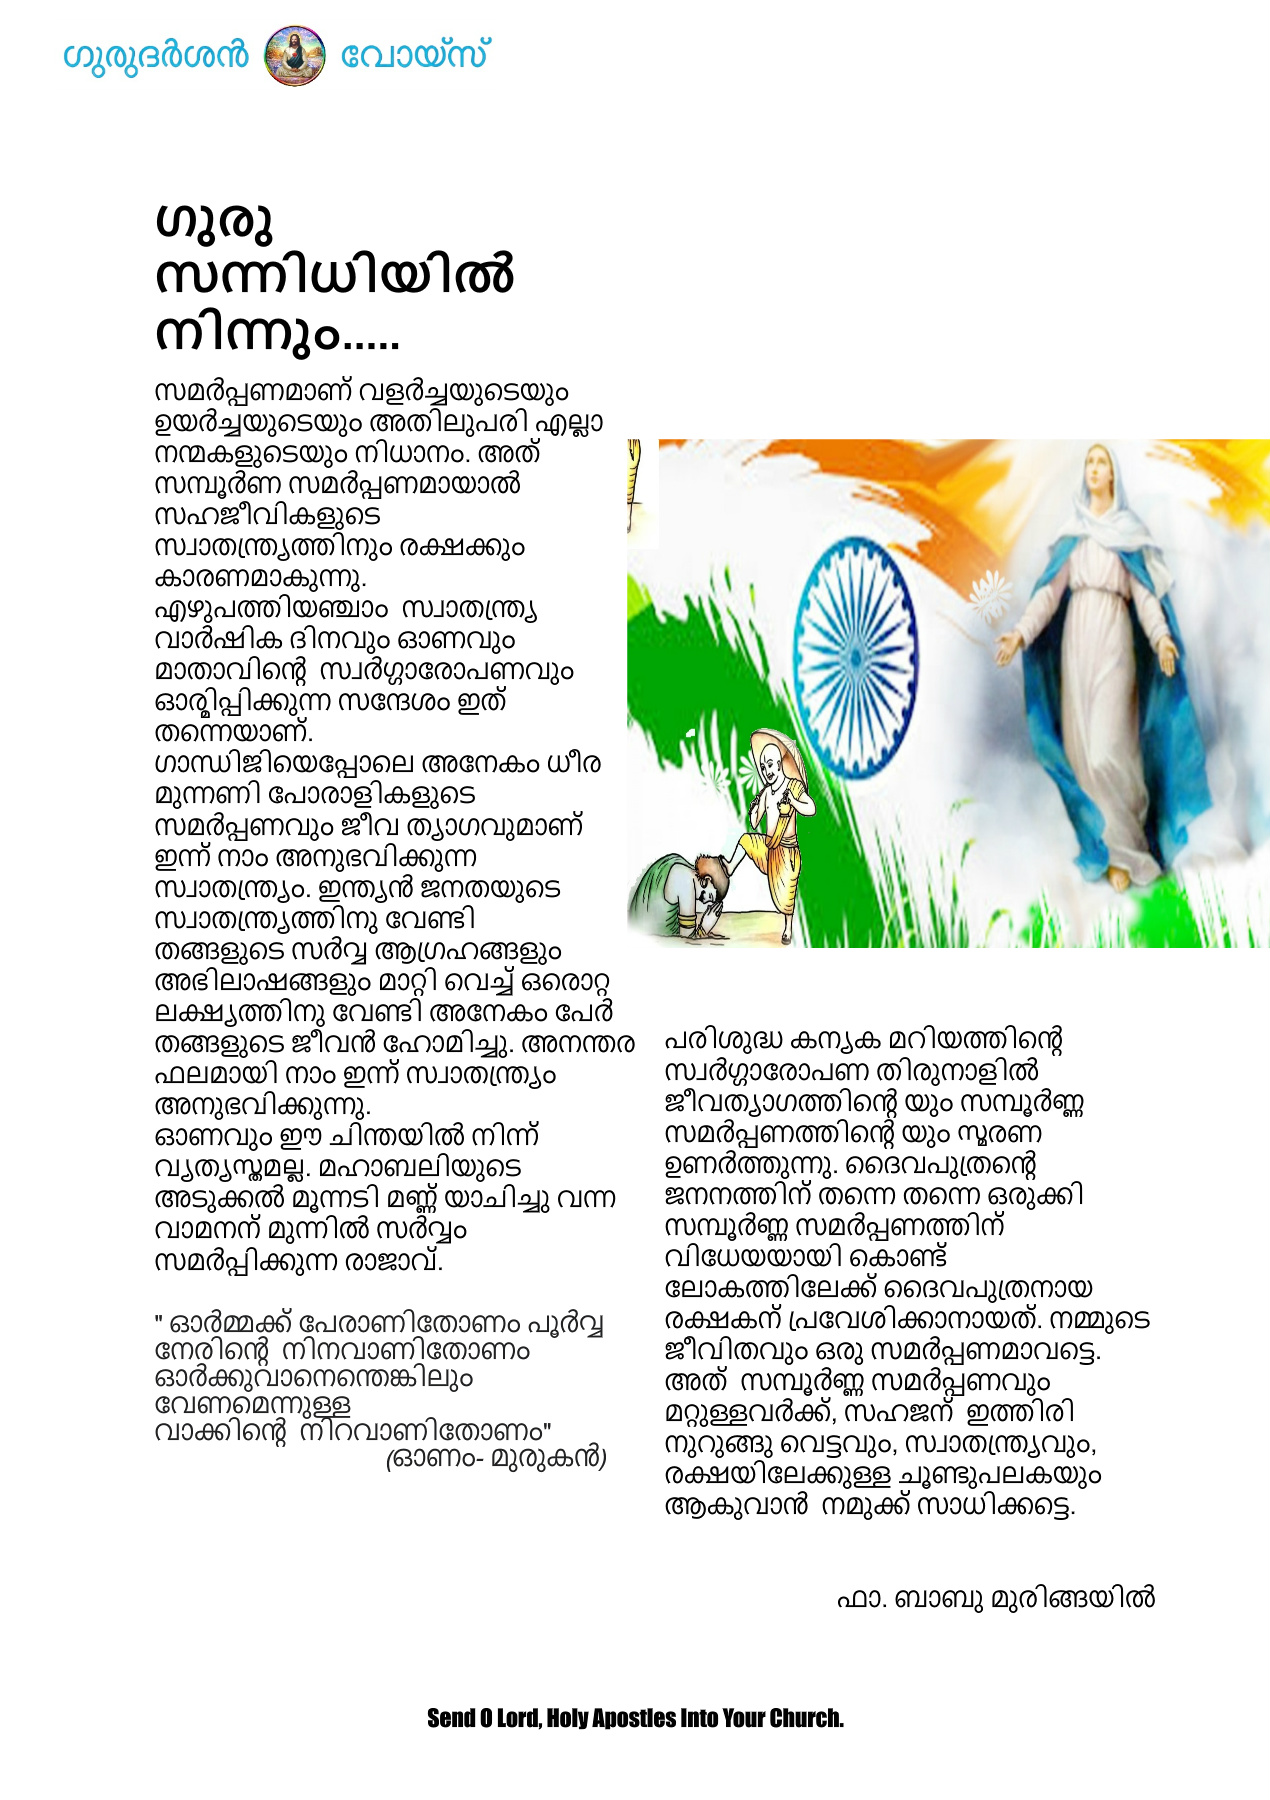 ഗുരുദർശൻ വോയ്സ്
ഗുരു
സന്നിധിയിൽ
നിന്നും.....
സമർപ്പണമാണ് വളർച്ചയുടെയും
ഉയർച്ചയുടെയും അതിലുപരി എല്ലാ
നന്മകളുടെയും നിധാനം. അത്
സമ്പൂർണ സമർപ്പണമായാൽ
സഹജീവികളുടെ
സ്വാതന്ത്ര്യത്തിനും രക്ഷക്കും
കാരണമാകുന്നു.
എഴുപത്തിയഞ്ചാം സ്വാതന്ത്ര്യ
വാർഷിക ദിനവും ഓണവും
മാതാവിന്റെ സ്വർഗ്ഗാരോപണവും
ഓര്മിപ്പിക്കുന്ന സന്ദേശം ഇത്
തന്നെയാണ്.
ഗാന്ധിജിയെപ്പോലെ അനേകം ധീര
മുന്നണി പോരാളികളുടെ
സമർപ്പണവും ജീവ ത്യാഗവുമാണ്
ഇന്ന് നാം അനുഭവിക്കുന്ന
സ്വാതന്ത്ര്യം. ഇന്ത്യൻ ജനതയുടെ
സ്വാതന്ത്ര്യത്തിനു വേണ്ടി
തങ്ങളുടെ സർവ്വ ആഗ്രഹങ്ങളും
അഭിലാഷങ്ങളും മാറ്റി വെച്ച് ഒരൊറ്റ
ലക്ഷ്യത്തിനു വേണ്ടി അനേകം പേർ
തങ്ങളുടെ ജീവൻ ഹോമിച്ചു. അനന്തര
ഫലമായി നാം ഇന്ന് സ്വാതന്ത്ര്യം
അനുഭവിക്കുന്നു.
ഓണവും ഈ ചിന്തയിൽ നിന്ന്
വ്യത്യസ്തമല്ല. മഹാബലിയുടെ
അടുക്കൽ മൂന്നടി മണ്ണ് യാചിച്ചു വന്ന
വാമനന് മുന്നിൽ സർവ്വം
സമർപ്പിക്കുന്ന രാജാവ്.
" ഓർമ്മക്ക് പേരാണിതോണം പൂർവ്വ
നേരിന്റെ നിനവാണിതോണം
ഓർക്കുവാനെന്തെങ്കിലും
വേണമെന്നുള്ള
വാക്കിന്റെ നിറവാണിതോണം"
(ഓണം- മുരുകൻ)
പരിശുദ്ധ കന്യക മറിയത്തിന്റെ
സ്വർഗ്ഗാരോപണ തിരുനാളിൽ
ജീവത്യാഗത്തിന്റെ യും സമ്പൂർണ്ണ
സമർപ്പണത്തിന്റെ യും സ്മരണ
ഉണർത്തുന്നു. ദൈവപുത്രന്റെ
ജനനത്തിന് തന്നെ തന്നെ ഒരുക്കി
സമ്പൂർണ്ണ സമർപ്പണത്തിന്
വിധേയയായി കൊണ്ട്
ലോകത്തിലേക്ക് ദൈവപുത്രനായ
രക്ഷകന് പ്രവേശിക്കാനായത്. നമ്മുടെ
ജീവിതവും ഒരു സമർപ്പണമാവട്ടെ.
അത് സമ്പൂർണ്ണ സമർപ്പണവും
മറ്റുള്ളവർക്ക്, സഹജന് ഇത്തിരി
നുറുങ്ങു വെട്ടവും, സ്വാതന്ത്ര്യവും,
രക്ഷയിലേക്കുള്ള ചൂണ്ടുപലകയും
ആകുവാൻ നമുക്ക് സാധിക്കട്ടെ.
ഫാ. ബാബു മുരിങ്ങയിൽ
Send O Lord, Holy Apostles Into Your Church.